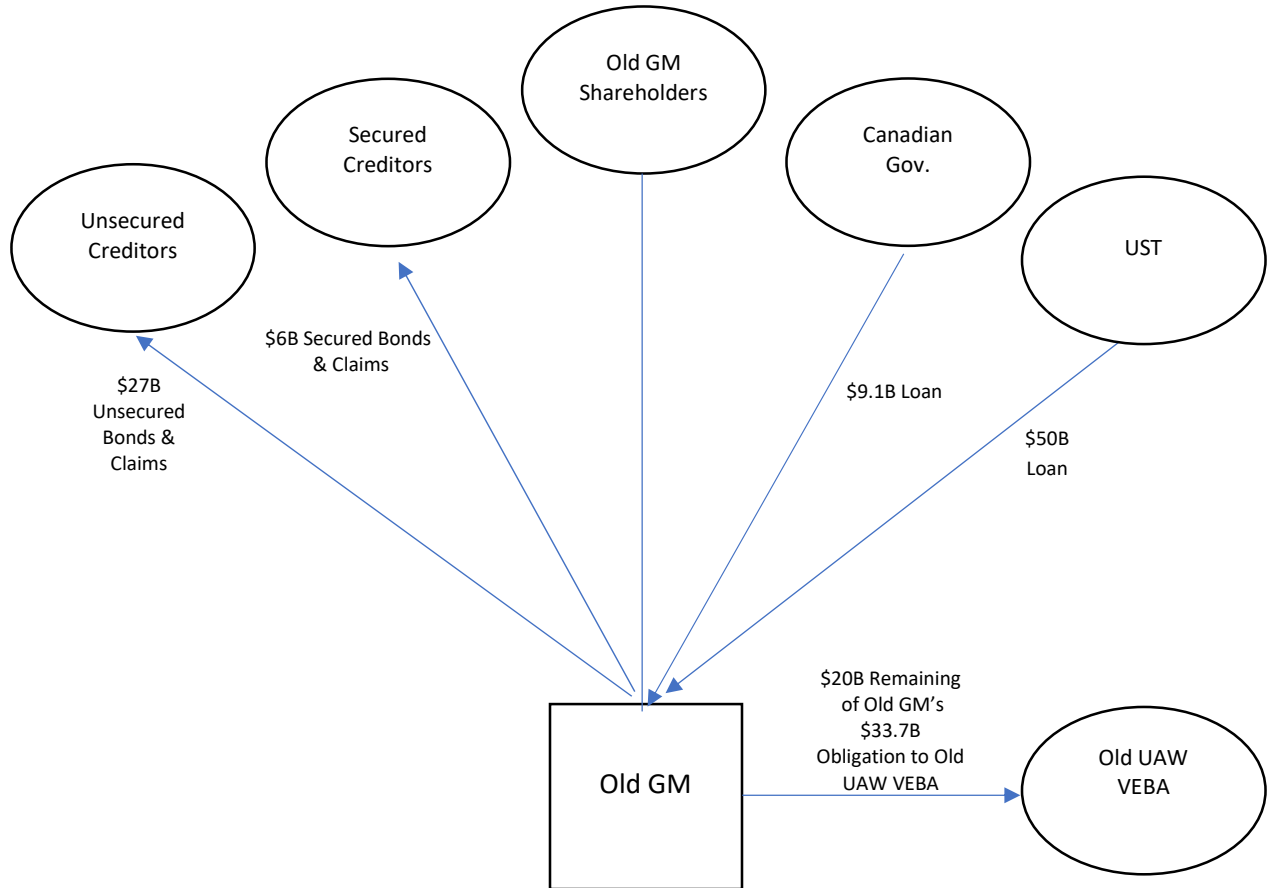 Old GM
Shareholders
Secured
Creditors
Canadian
Gov.
Unsecured
Creditors
UST
$6B Secured Bonds
& Claims
$27B
Unsecured
Bonds &
Claims
$9.1B Loan
$50B
Loan
$20B Remaining
of Old GM’s
$33.7B
Obligation to Old
UAW VEBA
Old GM
Old UAW
VEBA